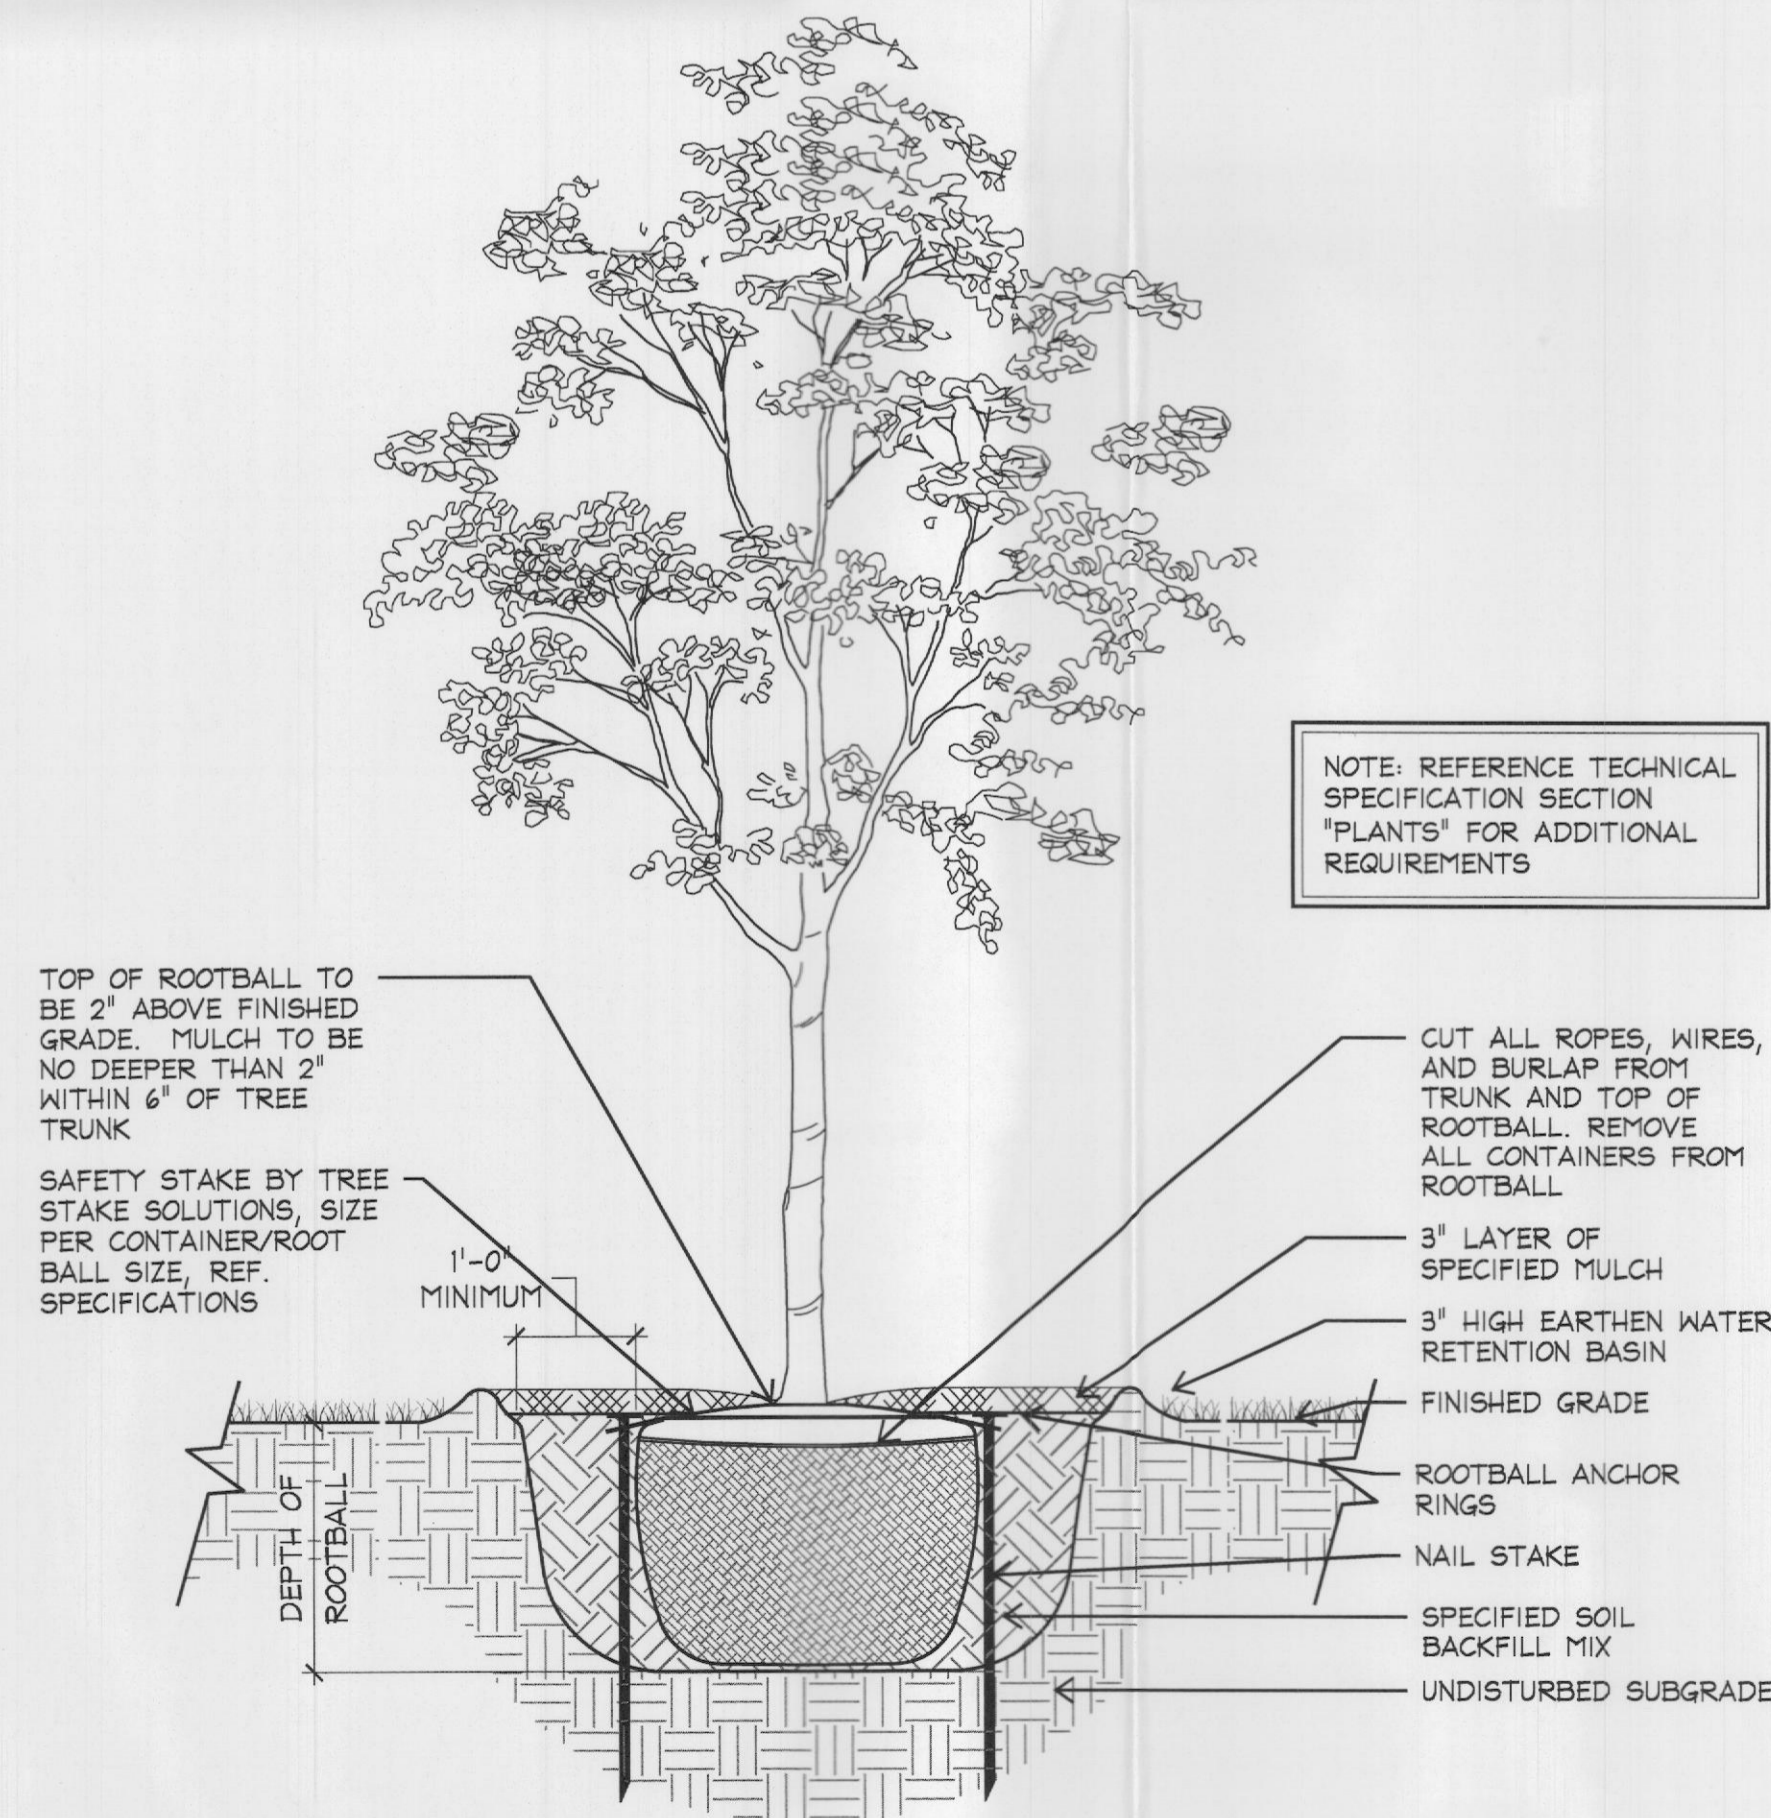 NOTE: REFERENCE TECHNICAL
SPECIFICATION SECTION
"PLANTS" FOR ADDITIONAL
REQUIREMENTS
TOP OF ROOTBALL TO
BE 2" ABOVE FINISHED
GRADE. MULCH TO BE
NO DEEPER THAN 2"
WITHIN 6" OF TREE
TRUNK
SAFETY STAKE BY TREE
STAKE SOLUTIONS, SIZE
PER CONTAINER/ROOT
BALL SIZE, REF.
SPECIFICATIONS
1'-0"
MINIMUM
DEPTH OF
ROOTBALL
CUT ALL ROPES, WIRES,
AND BURLAP FROM
TRUNK AND TOP OF
ROOTBALL. REMOVE
ALL CONTAINERS FROM
ROOTBALL
3" LAYER OF
SPECIFIED MULCH
3" HIGH EARTHEN WATER
RETENTION BASIN
FINISHED GRADE
ROOTBALL ANCHOR
RINGS
NAIL STAKE
SPECIFIED SOIL
BACKFILL MIX
UNDISTURBED SUBGRADE